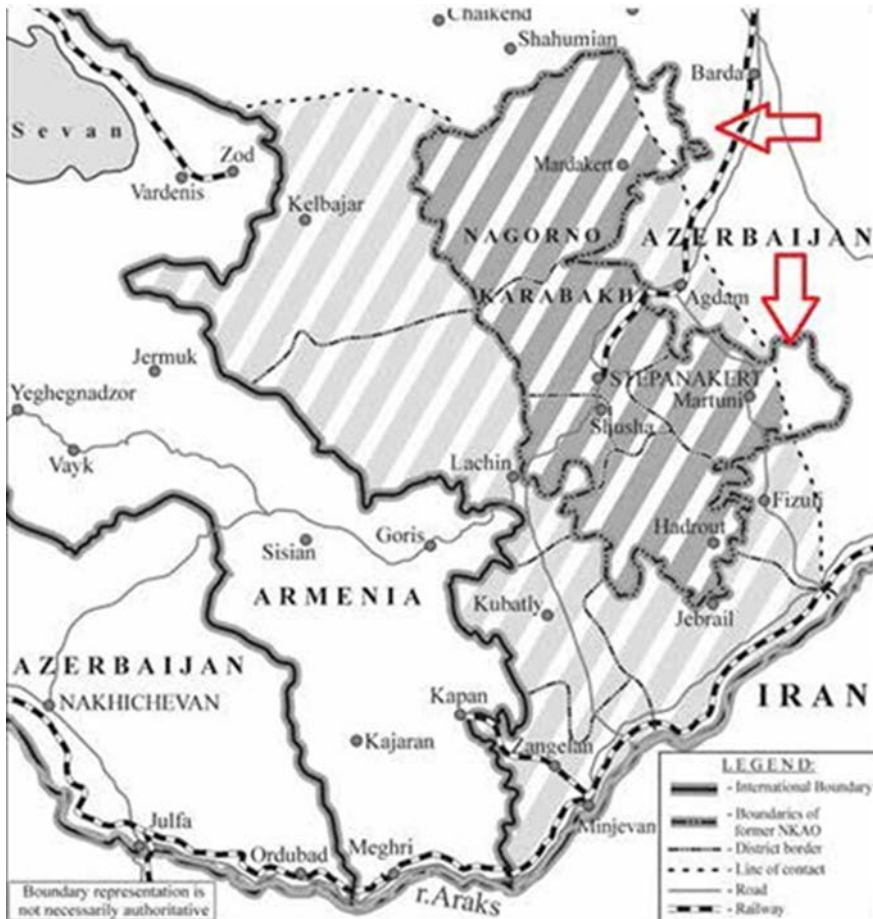 Chaikend
Shahumian
Barda
Sevan
Zod
Vardenis
Mardakert
Kelbajar
NAGORNO
AZERBAIJAN
KARABAKH
Agdam
Jermuk
STEPANAKERT
Yeghegnadzor
Martuni
Shusha
Vayk
Lachin
Fizuli
Goris
Sisian
Hadrout
ARMENIA
Kubatly
Jebrail
AZERBAIJAN
NAKHICHEVAN
IRAN
Kapan
Kajaran
Zangelan
Minjevan
Julfa
Ordubad
Meghri
r.Araks
LEGEND:
- International Boundary
- Boundaries of
former NKAO
- District border
- Line of contact
- Road
- Railway
Boundary representation is
not necessarily authoritative